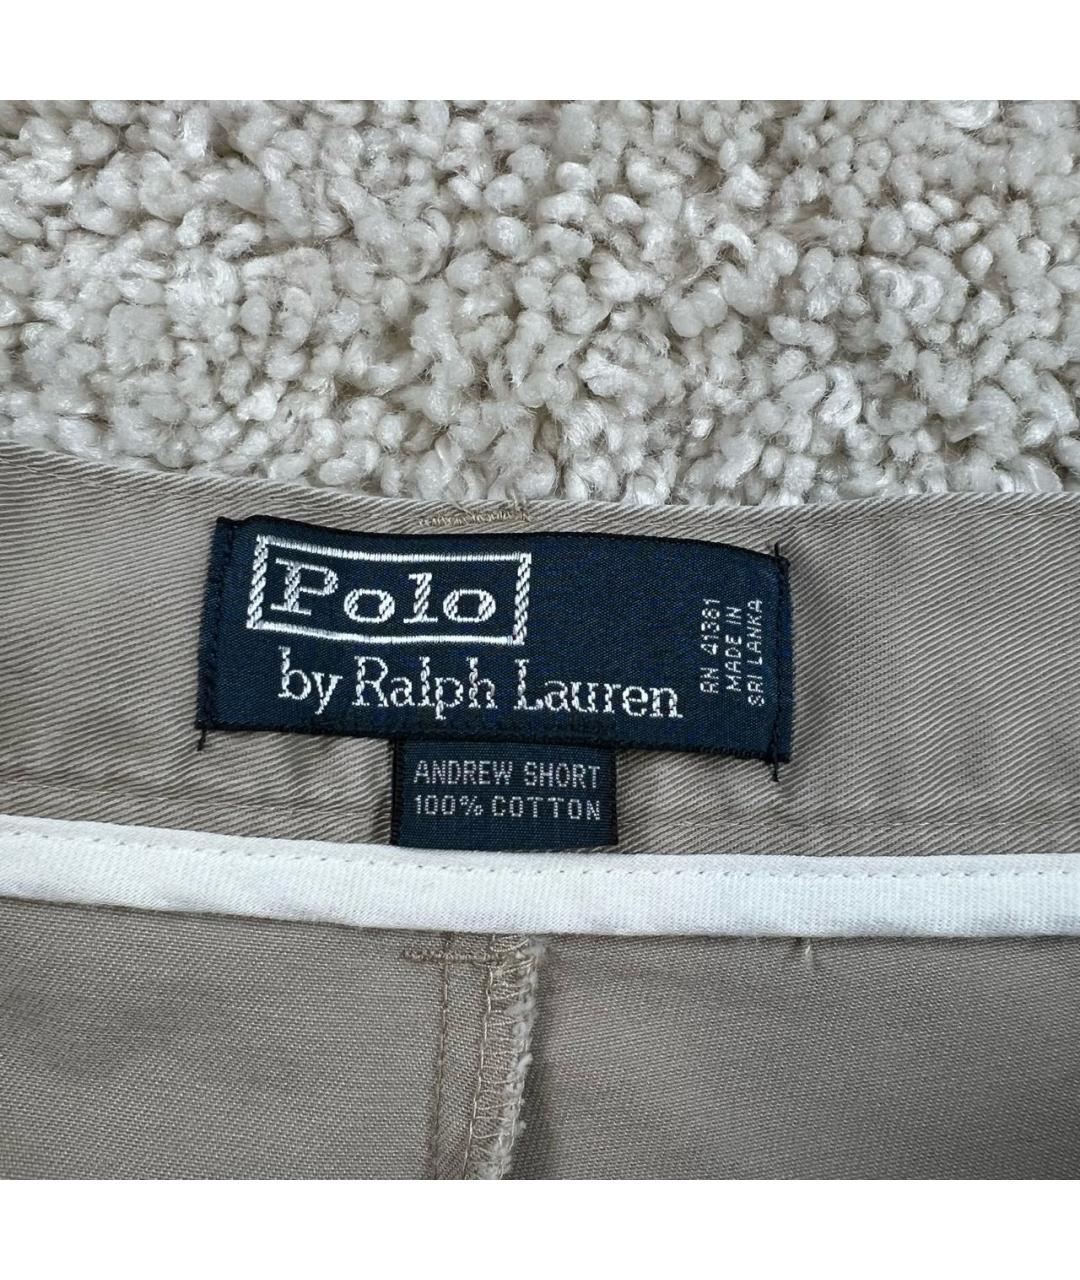 Polo
by Ralph Lauren
RN 41381
MADE IN
SRI LANKA
ANDREW SHORT
100% COTTON